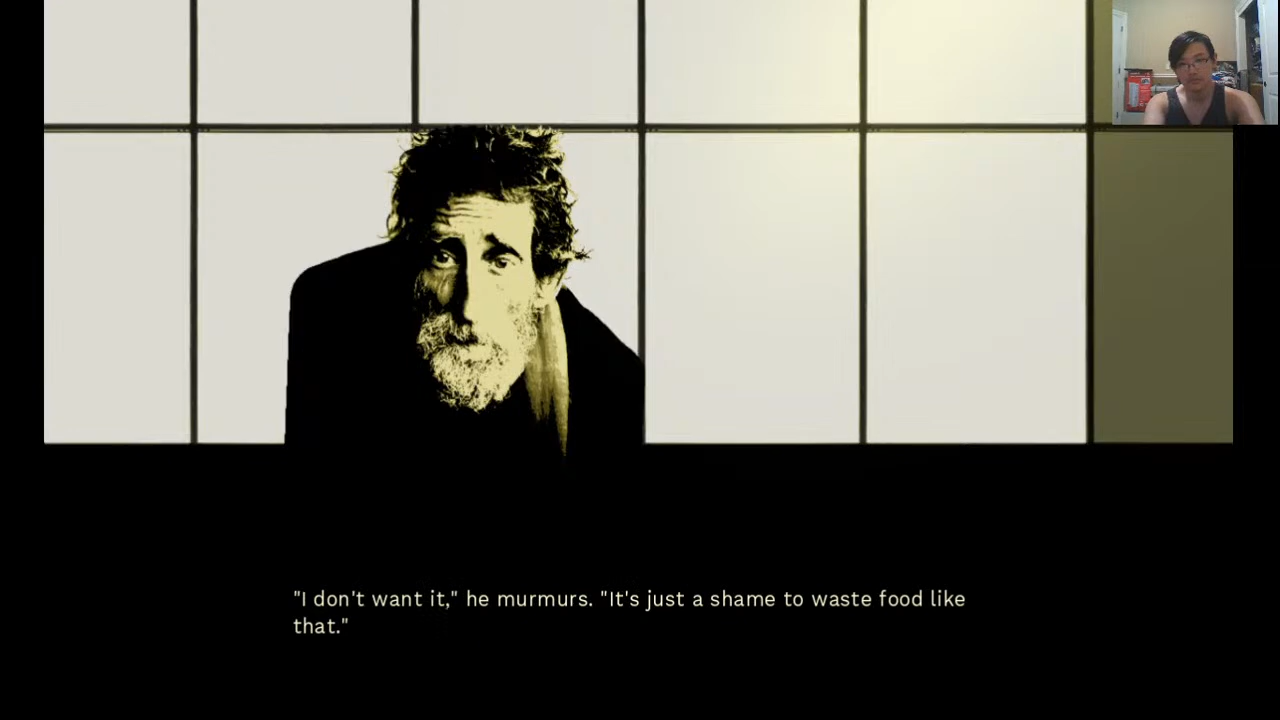 "I don't want it," he murmurs. "It's just a shame to waste food like
that."